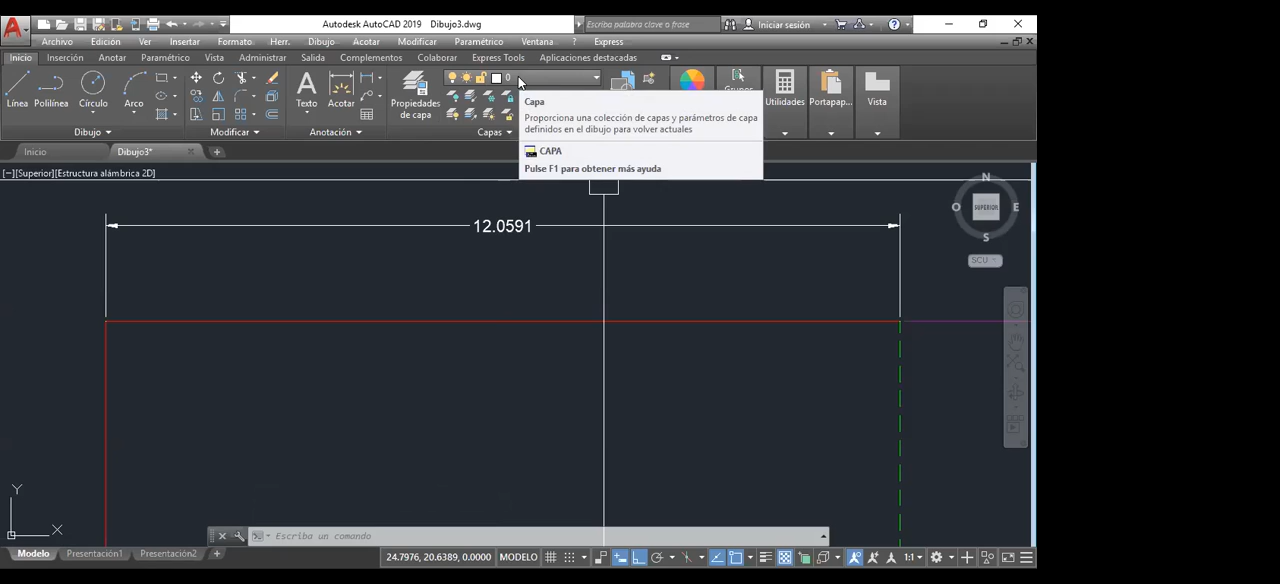 Autodesk AutoCAD 2019 Dibujo3.dwg
Escriba palabra clave o frase
Iniciar sesión
Archivo Edición Ver Insertar Formato Herr. Dibujo Acotar Modificar Paramétrico Ventana ? Express
Inicio Inserción Anotar Paramétrico Vista Administrar Salida Complementos Colaborar Express Tools Aplicaciones destacadas
0
Línea Polilínea Círculo Arco Texto Acotar Propiedades de capa Grupos Utilidades Portapap... Vista
Dibujo Modificar Anotación Capas
Capa
Proporciona una colección de capas y parámetros de capa
definidos en el dibujo para volver actuales
CAPA
Pulse F1 para obtener más ayuda
Inicio Dibujo3*
[−][Superior][Estructura alámbrica 2D]
12.0591
N
O SUPERIOR E
S
SCU
Y
X
Escriba un comando
Modelo Presentación1 Presentación2 +
24.7976, 20.6389, 0.0000 MODELO 1:1